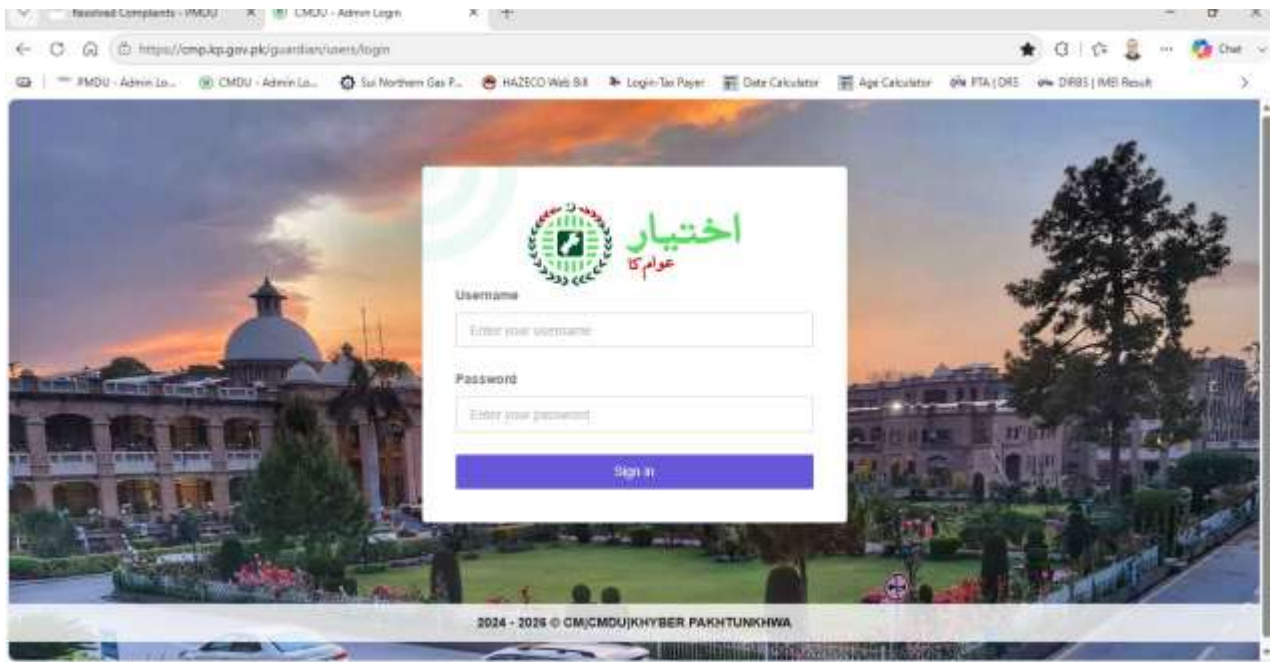 Resolved Complaints - PMDU
CMDU - Admin Login
https://cmp.kp.gov.pk/guardian/users/login
Chat
PMDU - Admin Lo...
CMDU - Admin Lo...
Sui Northern Gas P...
HAZECO Web Bill
Login-Tax Payer
Date Calculator
Age Calculator
PTA | DRS
DIRBS | IMEI Result
اختیار
عوام کا
Username
Enter your username
Password
Enter your password
Sign in
2024 - 2026 © CM|CMDU|KHYBER PAKHTUNKHWA